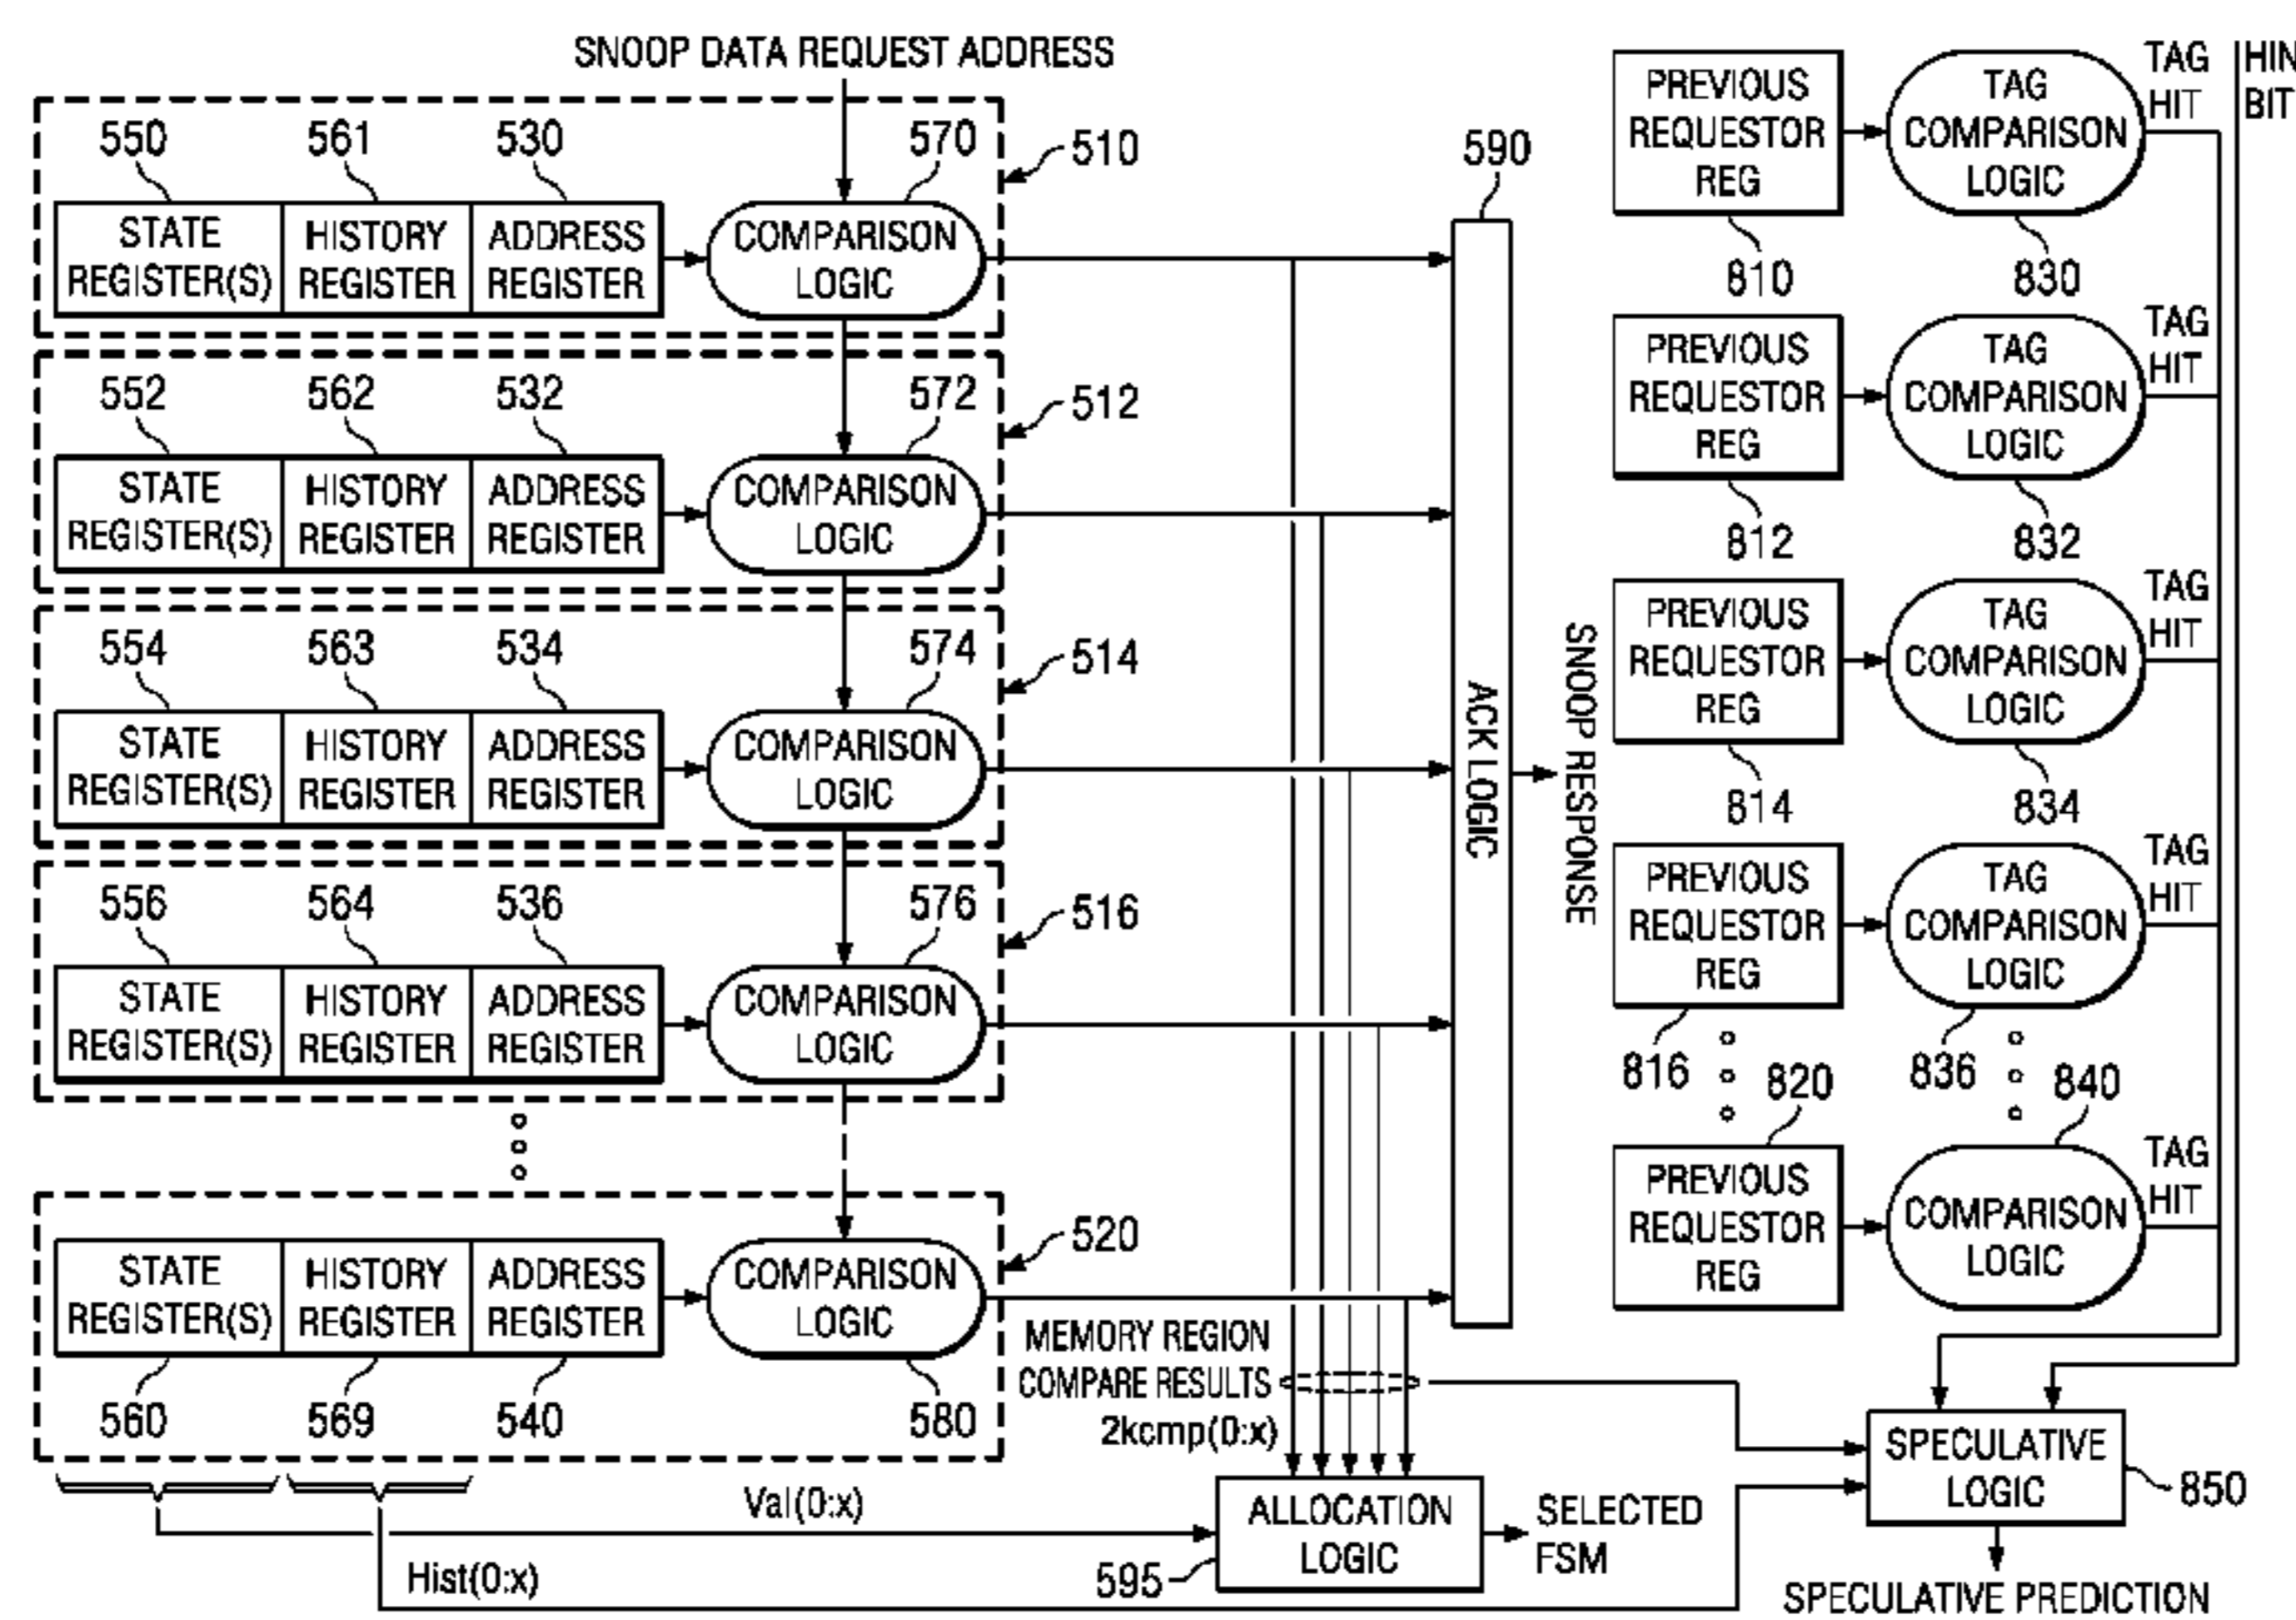 SNOOP DATA REQUEST ADDRESS
550 561 530 570 510
STATE REGISTER(S) HISTORY REGISTER ADDRESS REGISTER COMPARISON LOGIC
552 562 532 572 512
STATE REGISTER(S) HISTORY REGISTER ADDRESS REGISTER COMPARISON LOGIC
554 563 534 574 514
STATE REGISTER(S) HISTORY REGISTER ADDRESS REGISTER COMPARISON LOGIC
556 564 536 576 516
STATE REGISTER(S) HISTORY REGISTER ADDRESS REGISTER COMPARISON LOGIC
520
STATE REGISTER(S) HISTORY REGISTER ADDRESS REGISTER COMPARISON LOGIC
560 569 540 580
MEMORY REGION
COMPARE RESULTS
2kcmp(0:x)
Val(0:x)
Hist(0:x)
ALLOCATION LOGIC
595
SELECTED FSM
590
ACK LOGIC
SNOOP RESPONSE
PREVIOUS REQUESTOR REG TAG COMPARISON LOGIC TAG HIT
810 830
PREVIOUS REQUESTOR REG TAG COMPARISON LOGIC TAG HIT
812 832
PREVIOUS REQUESTOR REG TAG COMPARISON LOGIC TAG HIT
814 834
PREVIOUS REQUESTOR REG TAG COMPARISON LOGIC TAG HIT
816 836
820 840
PREVIOUS REQUESTOR REG COMPARISON LOGIC TAG HIT
BIT
SPECULATIVE LOGIC
850
SPECULATIVE PREDICTION